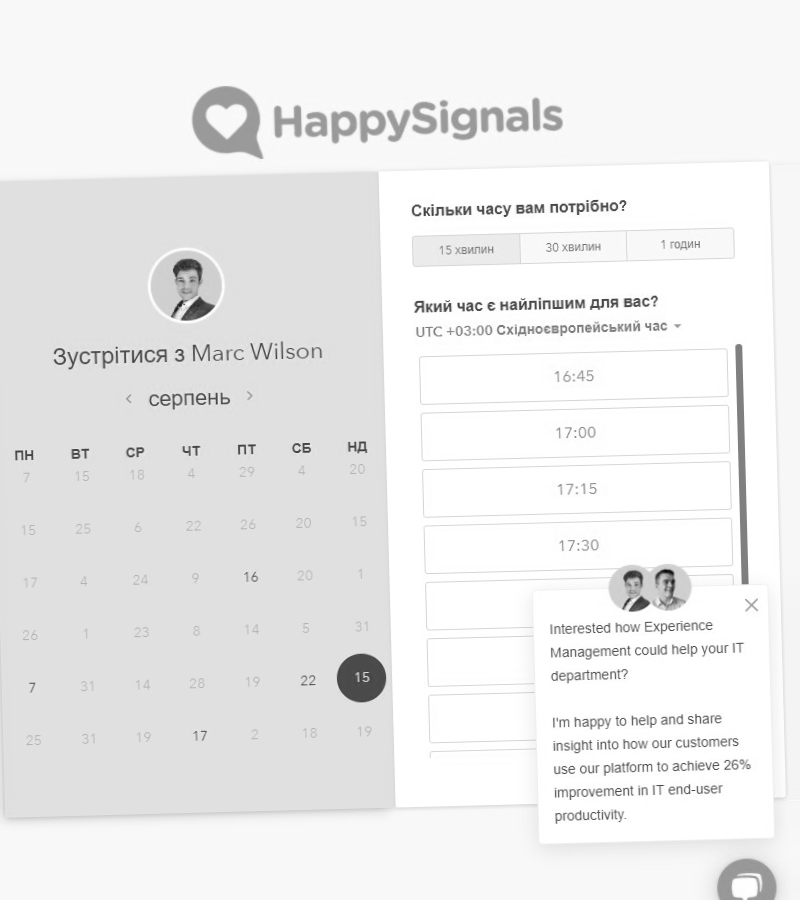 HappySignals
Зустрітися з Marc Wilson
серпень
ПН ВТ СР ЧТ ПТ СБ НД
7 15 18 4 29 4 20
15 25 6 22 26 20 15
17 4 24 9 16 20 1
26 1 23 8 14 5 31
7 31 14 28 19 22 15
25 31 19 17 2 18 19
Скільки часу вам потрібно?
15 хвилин 30 хвилин 1 годин
Який час є найліпшим для вас?
UTC +03:00 Східноєвропейський час
16:45
17:00
17:15
17:30
Interested how Experience
Management could help your IT
department?
I'm happy to help and share
insight into how our customers
use our platform to achieve 26%
improvement in IT end-user
productivity.